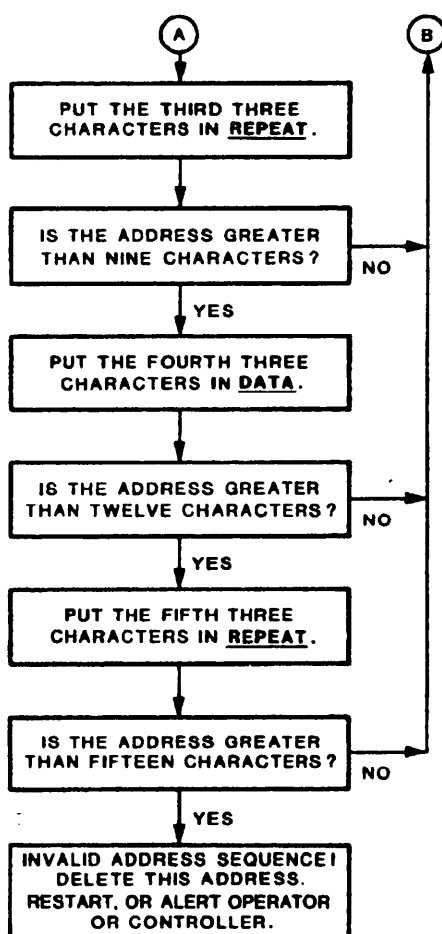 A
B
PUT THE THIRD THREE
CHARACTERS IN REPEAT.
IS THE ADDRESS GREATER
THAN NINE CHARACTERS?
NO
YES
PUT THE FOURTH THREE
CHARACTERS IN DATA.
IS THE ADDRESS GREATER
THAN TWELVE CHARACTERS?
NO
YES
PUT THE FIFTH THREE
CHARACTERS IN REPEAT.
IS THE ADDRESS GREATER
THAN FIFTEEN CHARACTERS?
NO
YES
INVALID ADDRESS SEQUENCE!
DELETE THIS ADDRESS.
RESTART, OR ALERT OPERATOR
OR CONTROLLER.